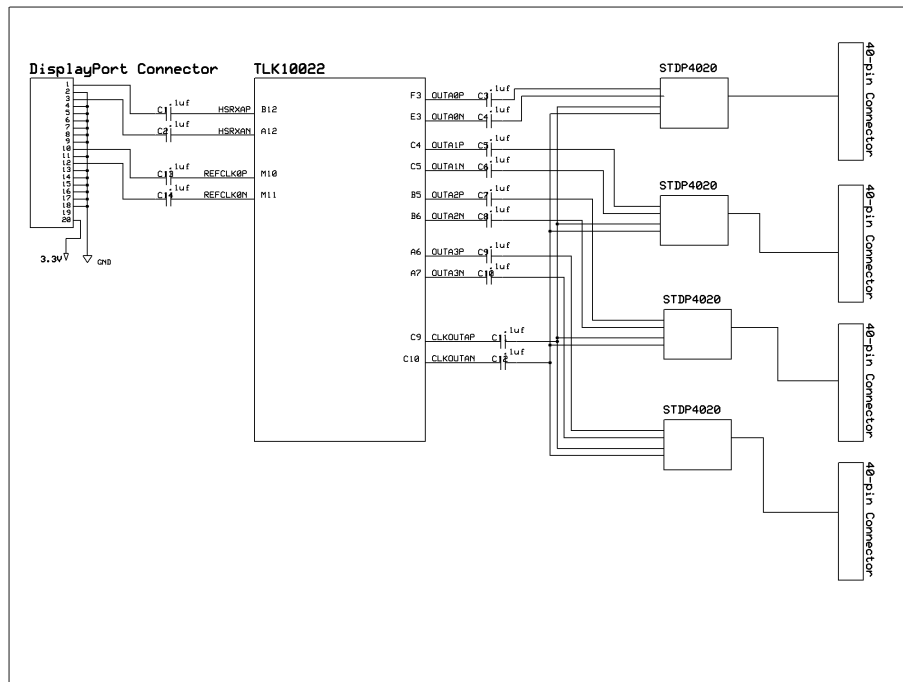 DisplayPort Connector
1
2
3
4
5
6
7
8
9
10
11
12
13
14
15
16
17
18
19
20
3.3V
GND
TLK10022
C1 .1uf HSRXAP B12
C2 .1uf HSRXAN A12
C13 .1uf REFCLK0P M10
C14 .1uf REFCLK0N M11
F3 OUTA0P C3 .1uf
E3 OUTA0N C4 .1uf
C4 OUTA1P C5 .1uf
C5 OUTA1N C6 .1uf
B5 OUTA2P C7 .1uf
B6 OUTA2N C8 .1uf
A6 OUTA3P C9 .1uf
A7 OUTA3N C10 .1uf
C9 CLKOUTAP C11 .1uf
C10 CLKOUTAN C12 .1uf
STDP4020
STDP4020
STDP4020
STDP4020
40-pin Connector
40-pin Connector
40-pin Connector
40-pin Connector